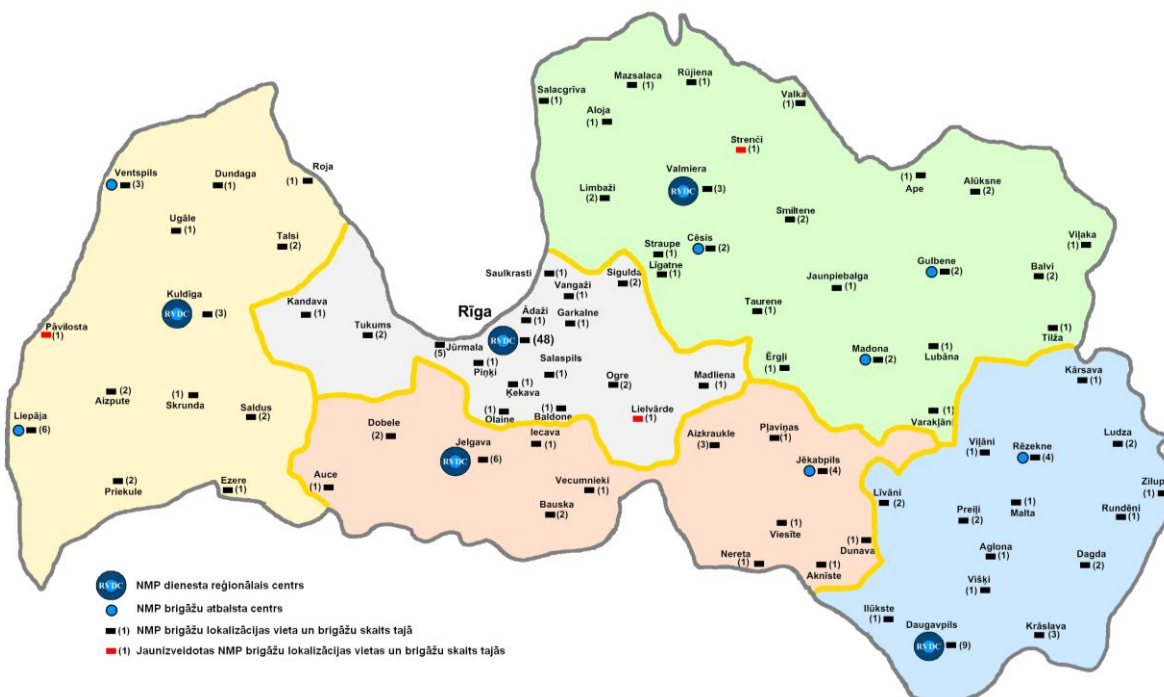 Mazsalaca
(1)
Rūjiena
(1)
Salacgrīva
(1)
Valka
(1)
Aloja
(1)
Strenči
(1)
Ventspils
(3)
Dundaga
(1)
Roja
(1)
Valmiera
RVDC
(3)
Limbaži
(2)
Ape
(1)
Alūksne
(2)
Ugāle
(1)
Talsi
(2)
Smiltene
(2)
Cēsis
(2)
Straupe
(1)
Līgatne
(1)
Viļaka
(1)
Gulbene
(2)
Balvi
(2)
Jaunpiebalga
(1)
Saulkrasti
(1)
Vangaži
(1)
Sigulda
(2)
Kuldīga
RVDC
(3)
Kandava
(1)
Rīga
RVDC
(48)
Ādaži
(1)
Garkalne
(1)
Taurene
(1)
Pāvilosta
(1)
Tukums
(2)
Jūrmala
(5)
Piņķi
(1)
Salaspils
(1)
Ķekava
(1)
Ogre
(2)
Madliena
(1)
Ērgļi
(1)
Madona
(2)
Lubāna
(1)
Tilža
(1)
Kārsava
(1)
Aizpute
(2)
Skrunda
(1)
Saldus
(2)
Liepāja
(6)
Olaine
(1)
Baldone
(1)
Lielvārde
(1)
Varakļāni
(1)
Dobele
(2)
Jelgava
RVDC
(6)
Iecava
(1)
Aizkraukle
(3)
Pļaviņas
(1)
Viļāni
(1)
Rēzekne
(4)
Ludza
(2)
Jēkabpils
(4)
Priekule
(2)
Ezere
(1)
Auce
(1)
Vecumnieki
(1)
Bauska
(2)
Līvāni
(2)
Preiļi
(2)
Malta
(1)
Zilup
(1)
Rundēni
(1)
Viesīte
(1)
Dunava
(1)
Nereta
(1)
Aknīste
(1)
Aglona
(1)
Dagda
(2)
Višķi
(1)
Ilūkste
(1)
Daugavpils
RVDC
(9)
Krāslava
(3)
RVDC NMP dienesta reģionālais centrs
NMP brigāžu atbalsta centrs
(1) NMP brigāžu lokalizācijas vieta un brigāžu skaits tajā
(1) Jaunizveidotas NMP brigāžu lokalizācijas vietas un brigāžu skaits tajās